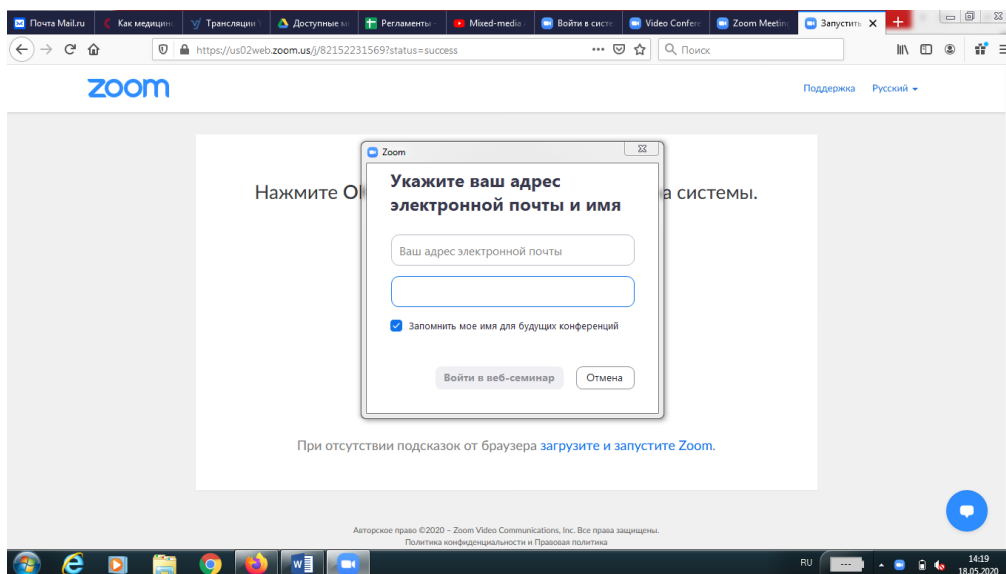 Почта Mail.ru
Как медицинс
Трансляции Y
Доступные ми
Регламенты -
Mixed-media
Войти в систе
Video Confere
Zoom Meeting
Запустить
https://us02web.zoom.us/j/82152231569?status=success
Поиск
zoom
Поддержка
Русский
Zoom
Укажите ваш адрес
электронной почты и имя
Нажмите
а системы.
Ваш адрес электронной почты
Запомнить мое имя для будущих конференций
Войти в веб-семинар
Отмена
При отсутствии подсказок от браузера загрузите и запустите Zoom.
Авторское право ©2020 – Zoom Video Communications, Inc. Все права защищены.
Политика конфиденциальности и Правовая политика
RU
14:19
18.05.2020